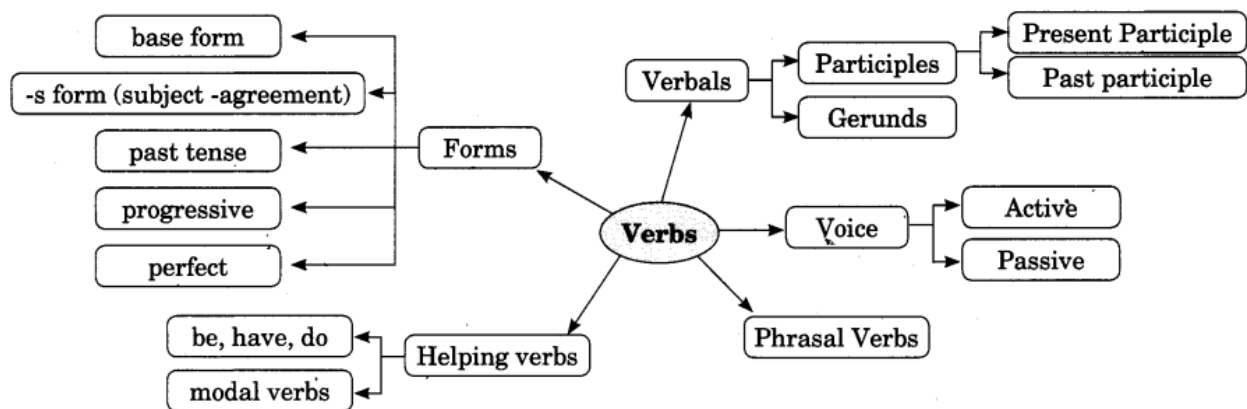 base form
-s form (subject -agreement)
past tense
progressive
perfect
Forms
be, have, do
modal verbs
Helping verbs
Verbs
Verbals
Participles
Gerunds
Present Participle
Past participle
Voice
Active
Passive
Phrasal Verbs